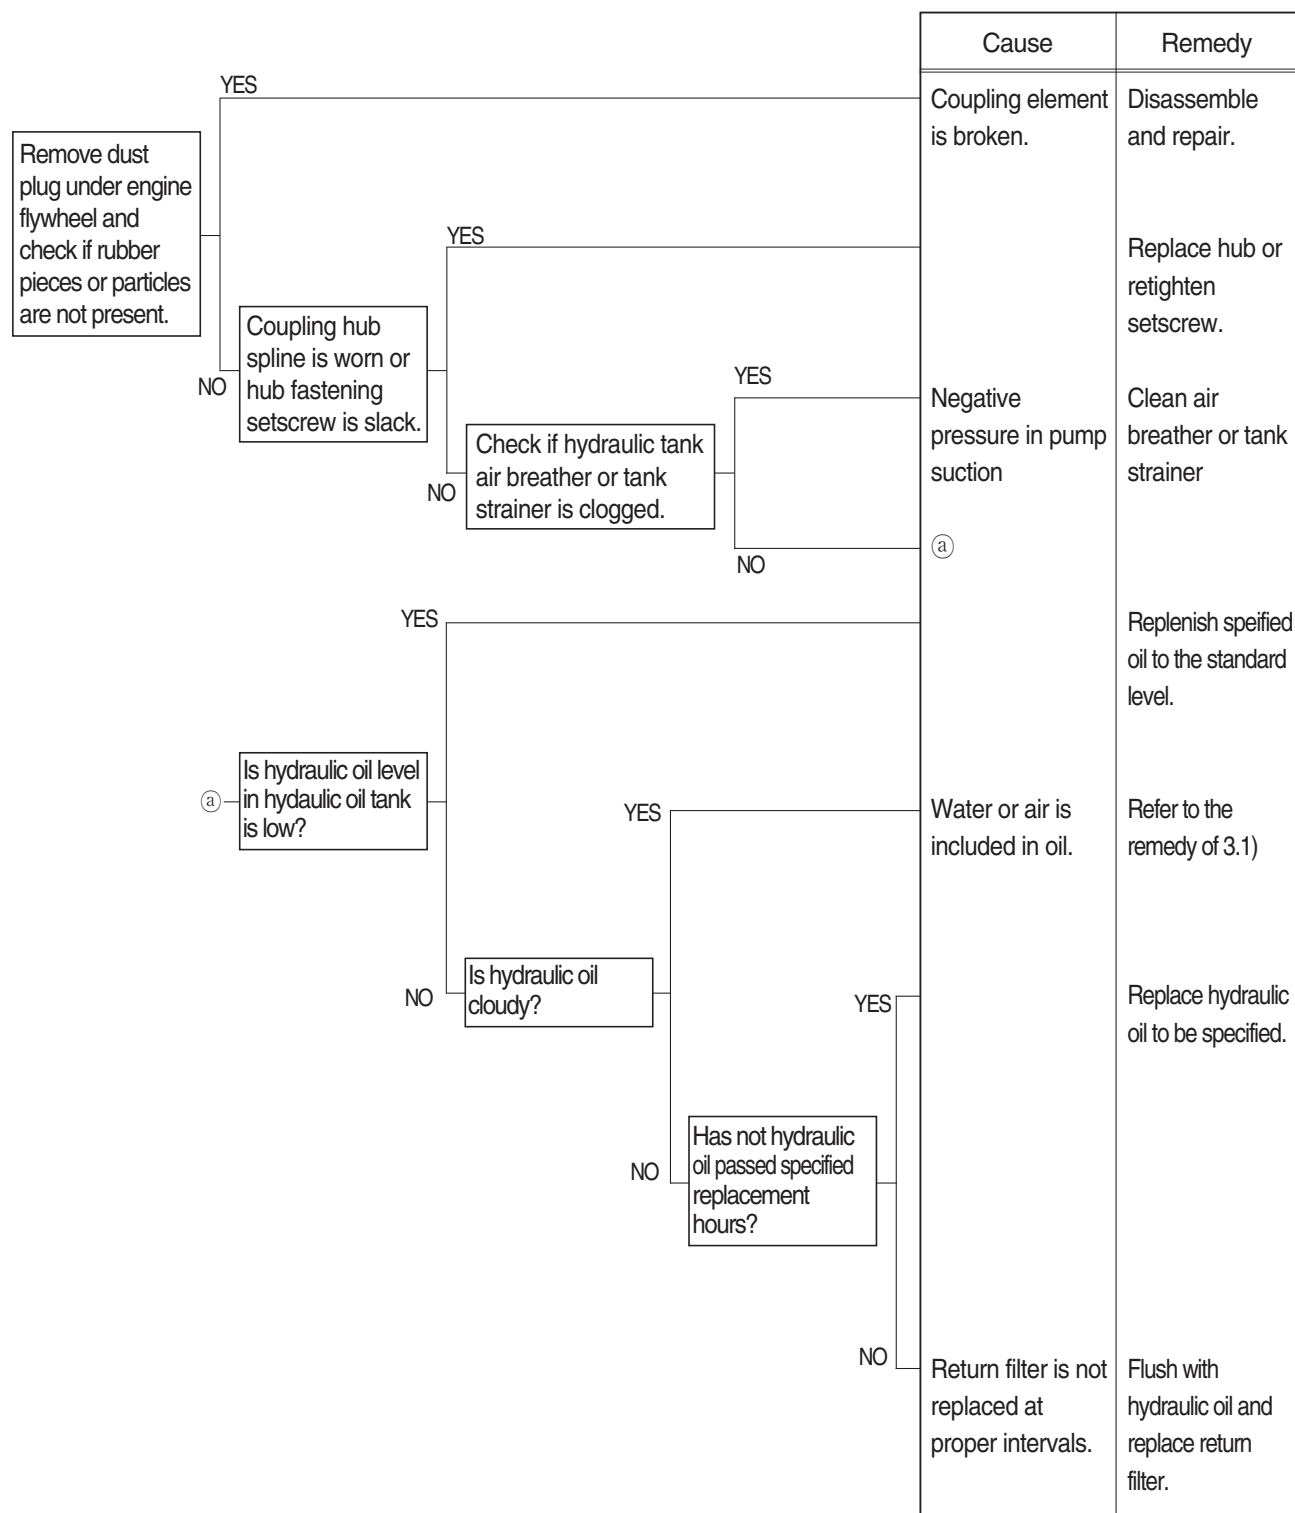 Cause
Remedy
YES
Coupling element
is broken.
Disassemble
and repair.
Remove dust
plug under engine
flywheel and
check if rubber
pieces or particles
are not present.
YES
Replace hub or
retighten
setscrew.
NO
Coupling hub
spline is worn or
hub fastening
setscrew is slack.
YES
Negative
pressure in pump
suction
Clean air
breather or tank
strainer
NO
Check if hydraulic tank
air breather or tank
strainer is clogged.
NO
ⓐ
YES
Replenish speified
oil to the standard
level.
ⓐ
Is hydraulic oil level
in hydaulic oil tank
is low?
YES
Water or air is
included in oil.
Refer to the
remedy of 3.1)
NO
Is hydraulic oil
cloudy?
YES
Replace hydraulic
oil to be specified.
NO
Has not hydraulic
oil passed specified
replacement
hours?
NO
Return filter is not
replaced at
proper intervals.
Flush with
hydraulic oil and
replace return
filter.